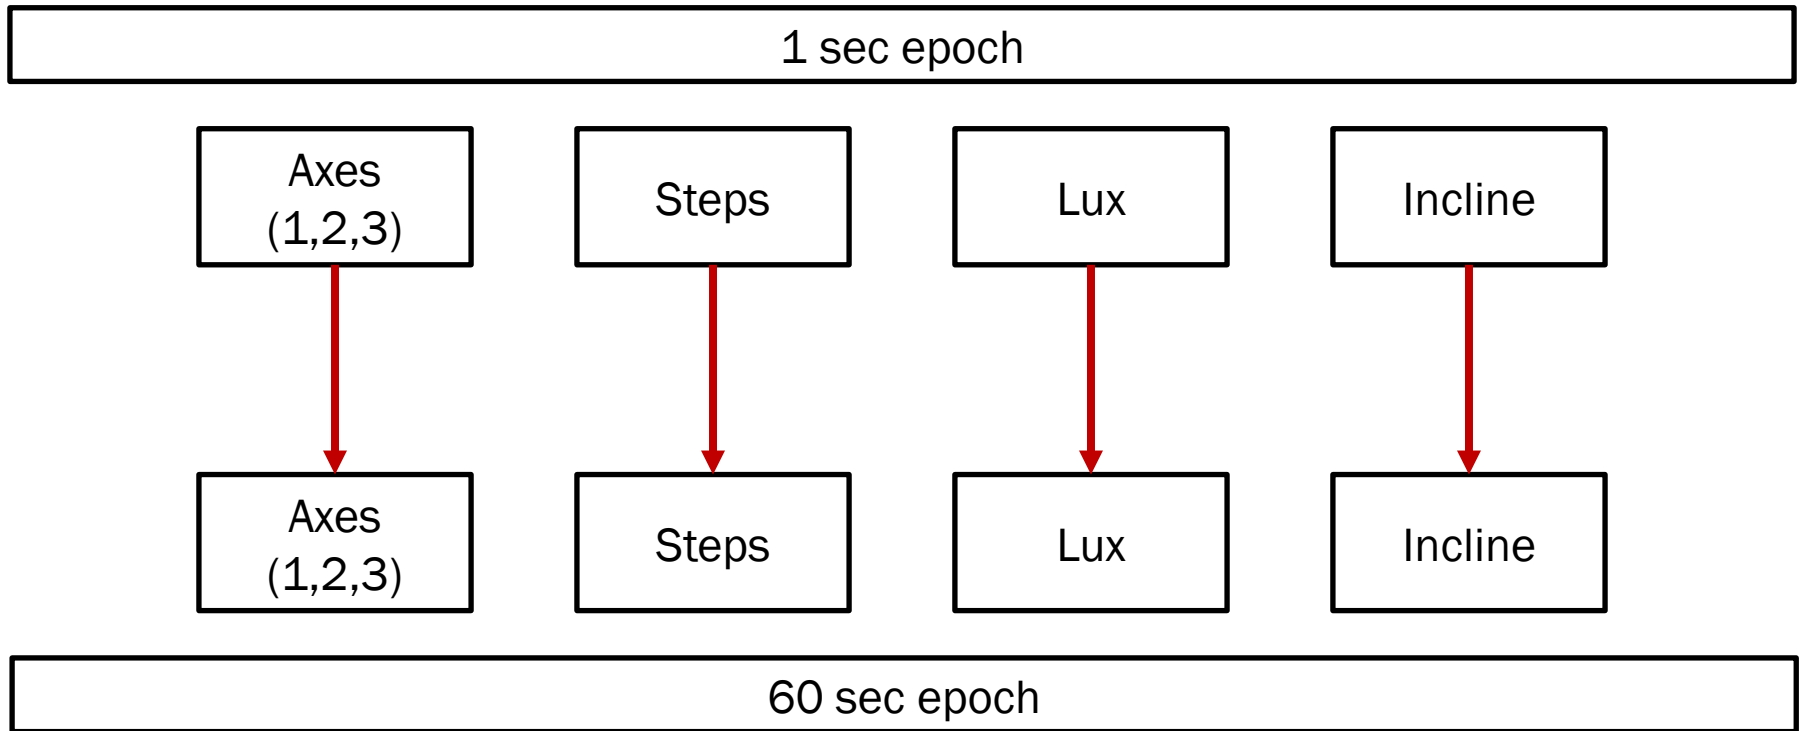 1 sec epoch
Axes
(1,2,3)
Steps
Lux
Incline
Axes
(1,2,3)
Steps
Lux
Incline
60 sec epoch